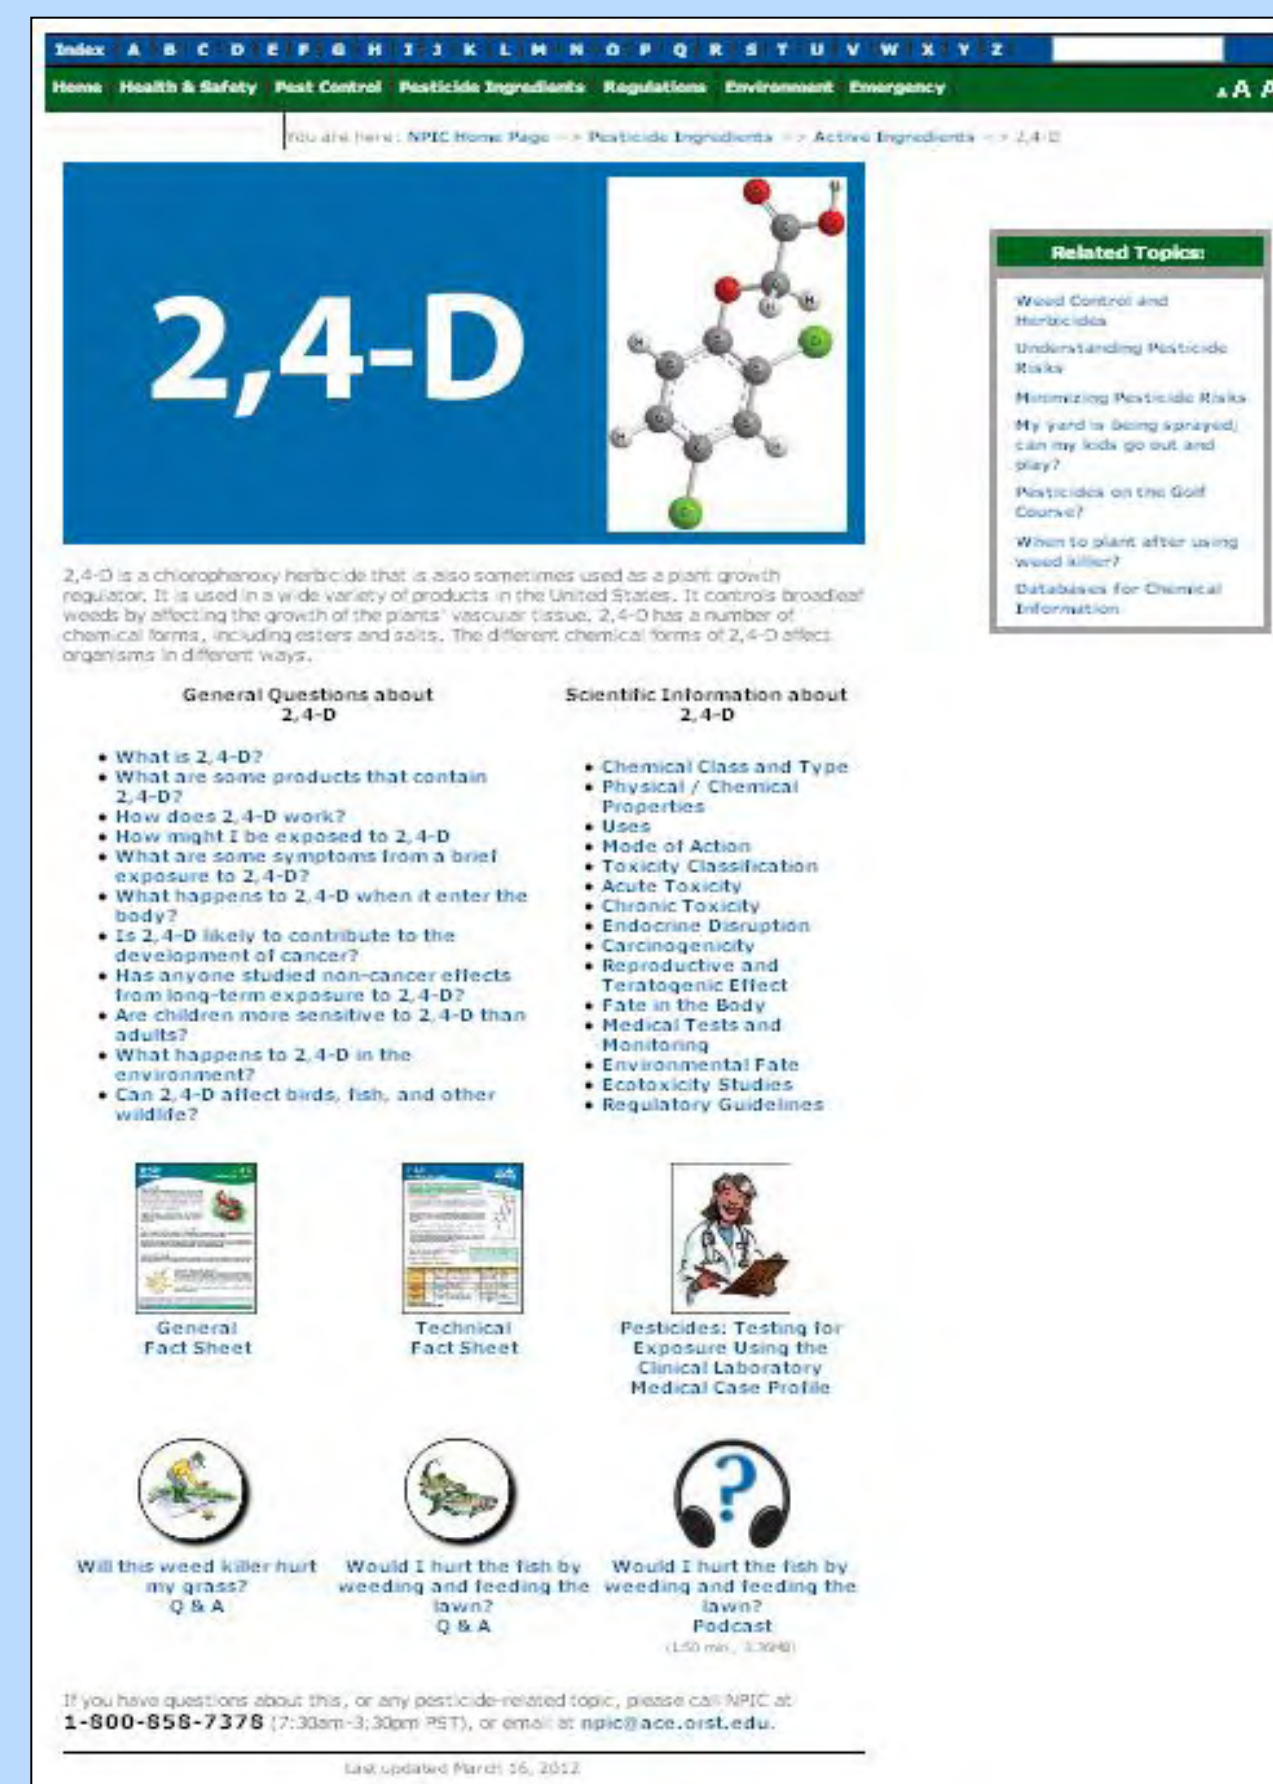 Index A B C D E F G H I J K L M N O P Q R S T U V W X Y Z
Home Health & Safety Pest Control Pesticide Ingredients Regulations Environment Emergency
A A A
You are here: NPIC Home Page => Pesticide Ingredients => Active Ingredients => 2,4-D
2,4-D
2,4-D is a chlorophenoxy herbicide that is also sometimes used as a plant growth
regulator. It is used in a wide variety of products in the United States. It controls broadleaf
weeds by affecting the growth of the plants' vascular tissue. 2,4-D has a number of
chemical forms, including esters and salts. The different chemical forms of 2,4-D affect
organisms in different ways.
General Questions about
2,4-D
• What is 2,4-D?
• What are some products that contain
2,4-D?
• How does 2,4-D work?
• How might I be exposed to 2,4-D
• What are some symptoms from a brief
exposure to 2,4-D?
• What happens to 2,4-D when it enter the
body?
• Is 2,4-D likely to contribute to the
development of cancer?
• Has anyone studied non-cancer effects
from long-term exposure to 2,4-D?
• Are children more sensitive to 2,4-D than
adults?
• What happens to 2,4-D in the
environment?
• Can 2,4-D affect birds, fish, and other
wildlife?
Scientific Information about
2,4-D
• Chemical Class and Type
• Physical / Chemical
Properties
• Uses
• Mode of Action
• Toxicity Classification
• Acute Toxicity
• Chronic Toxicity
• Endocrine Disruption
• Carcinogenicity
• Reproductive and
Teratogenic Effect
• Fate in the Body
• Medical Tests and
Monitoring
• Environmental Fate
• Ecotoxicity Studies
• Regulatory Guidelines
General
Fact Sheet
Technical
Fact Sheet
Pesticides: Testing for
Exposure Using the
Clinical Laboratory
Medical Case Profile
Will this weed killer hurt
my grass?
Q & A
Would I hurt the fish by
weeding and feeding the
lawn?
Q & A
Would I hurt the fish by
weeding and feeding the
lawn?
Podcast
(1:50 min., 3.36MB)
If you have questions about this, or any pesticide-related topic, please call NPIC at
1-800-858-7378 (7:30am-3:30pm PST), or email at npic@ace.orst.edu.
Last updated March 16, 2012
Related Topics:
Weed Control and
Herbicides
Understanding Pesticide
Risks
Minimizing Pesticide Risks
My yard is being sprayed;
can my kids go out and
play?
Pesticides on the Golf
Course?
When to plant after using
weed killer?
Databases for Chemical
Information